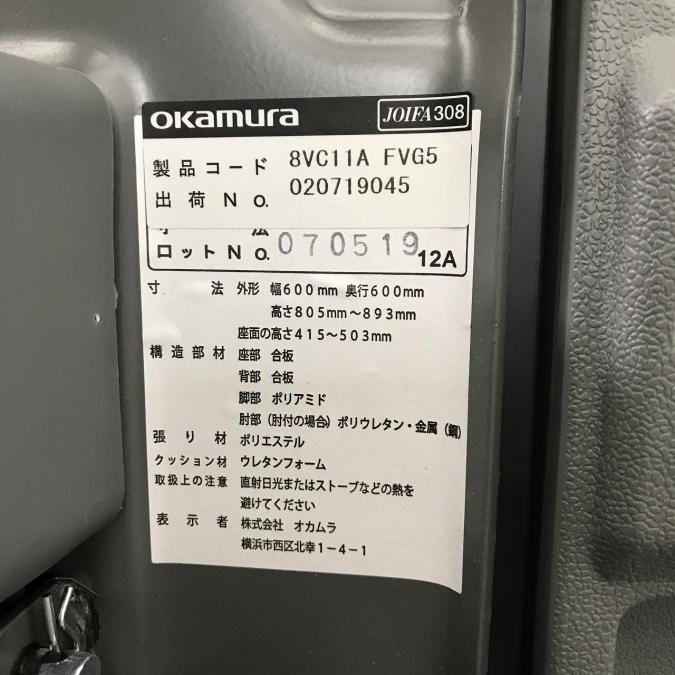 okamura JOIFA308
製品コード 8VC11A FVG5
出荷NO. 020719045
寸法
ロットNO. 070519 12A
寸法 外形 幅600mm 奥行600mm
高さ805mm~893mm
座面の高さ415~503mm
構造部材 座部 合板
背部 合板
脚部 ポリアミド
肘部(肘付の場合)ポリウレタン・金属(鋼)
張り材 ポリエステル
クッション材 ウレタンフォーム
取扱上の注意 直射日光またはストーブなどの熱を
避けてください
表示者 株式会社 オカムラ
横浜市西区北幸1-4-1